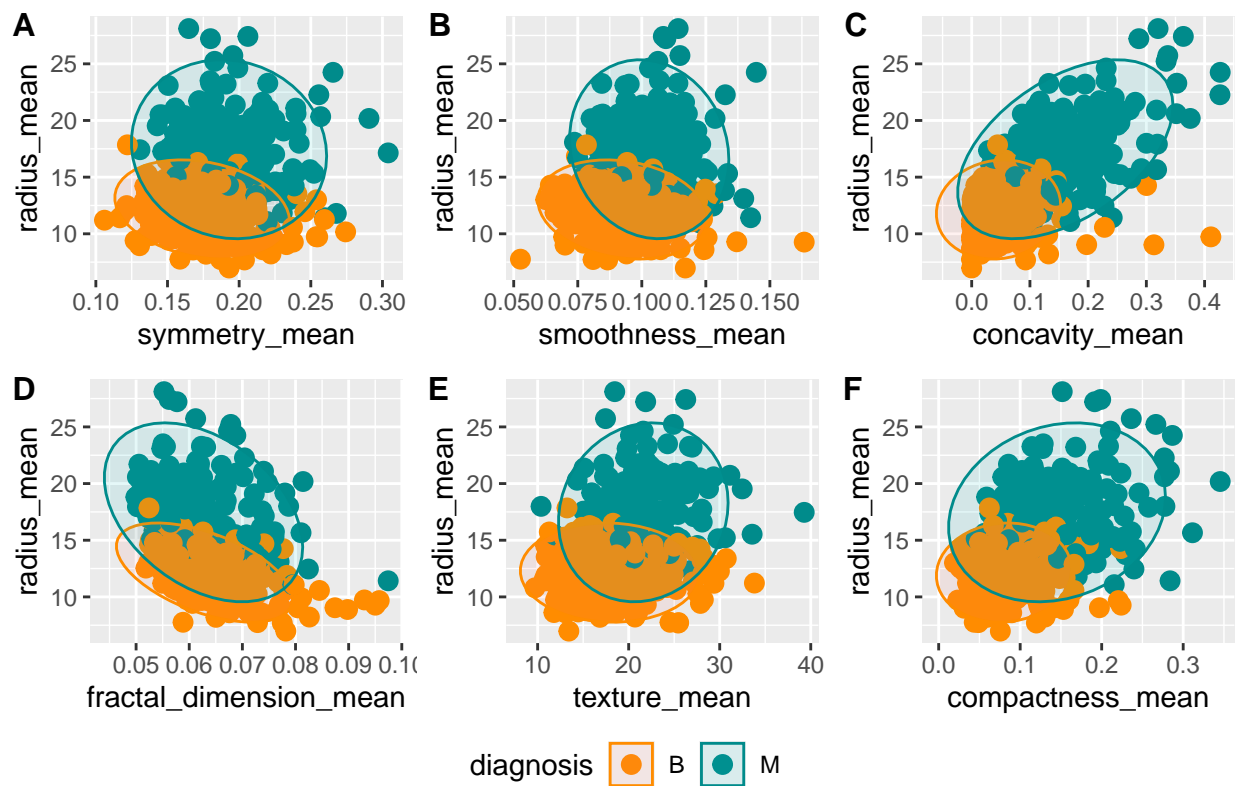 A
B
C
radius_mean
25
20
15
10
0.10 0.15 0.20 0.25 0.30
symmetry_mean
radius_mean
25
20
15
10
0.050 0.075 0.100 0.125 0.150
smoothness_mean
radius_mean
25
20
15
10
0.0 0.1 0.2 0.3 0.4
concavity_mean
D
E
F
radius_mean
25
20
15
10
0.05 0.06 0.07 0.08 0.09 0.10
fractal_dimension_mean
radius_mean
25
20
15
10
10 20 30 40
texture_mean
radius_mean
25
20
15
10
0.0 0.1 0.2 0.3
compactness_mean
diagnosis B M